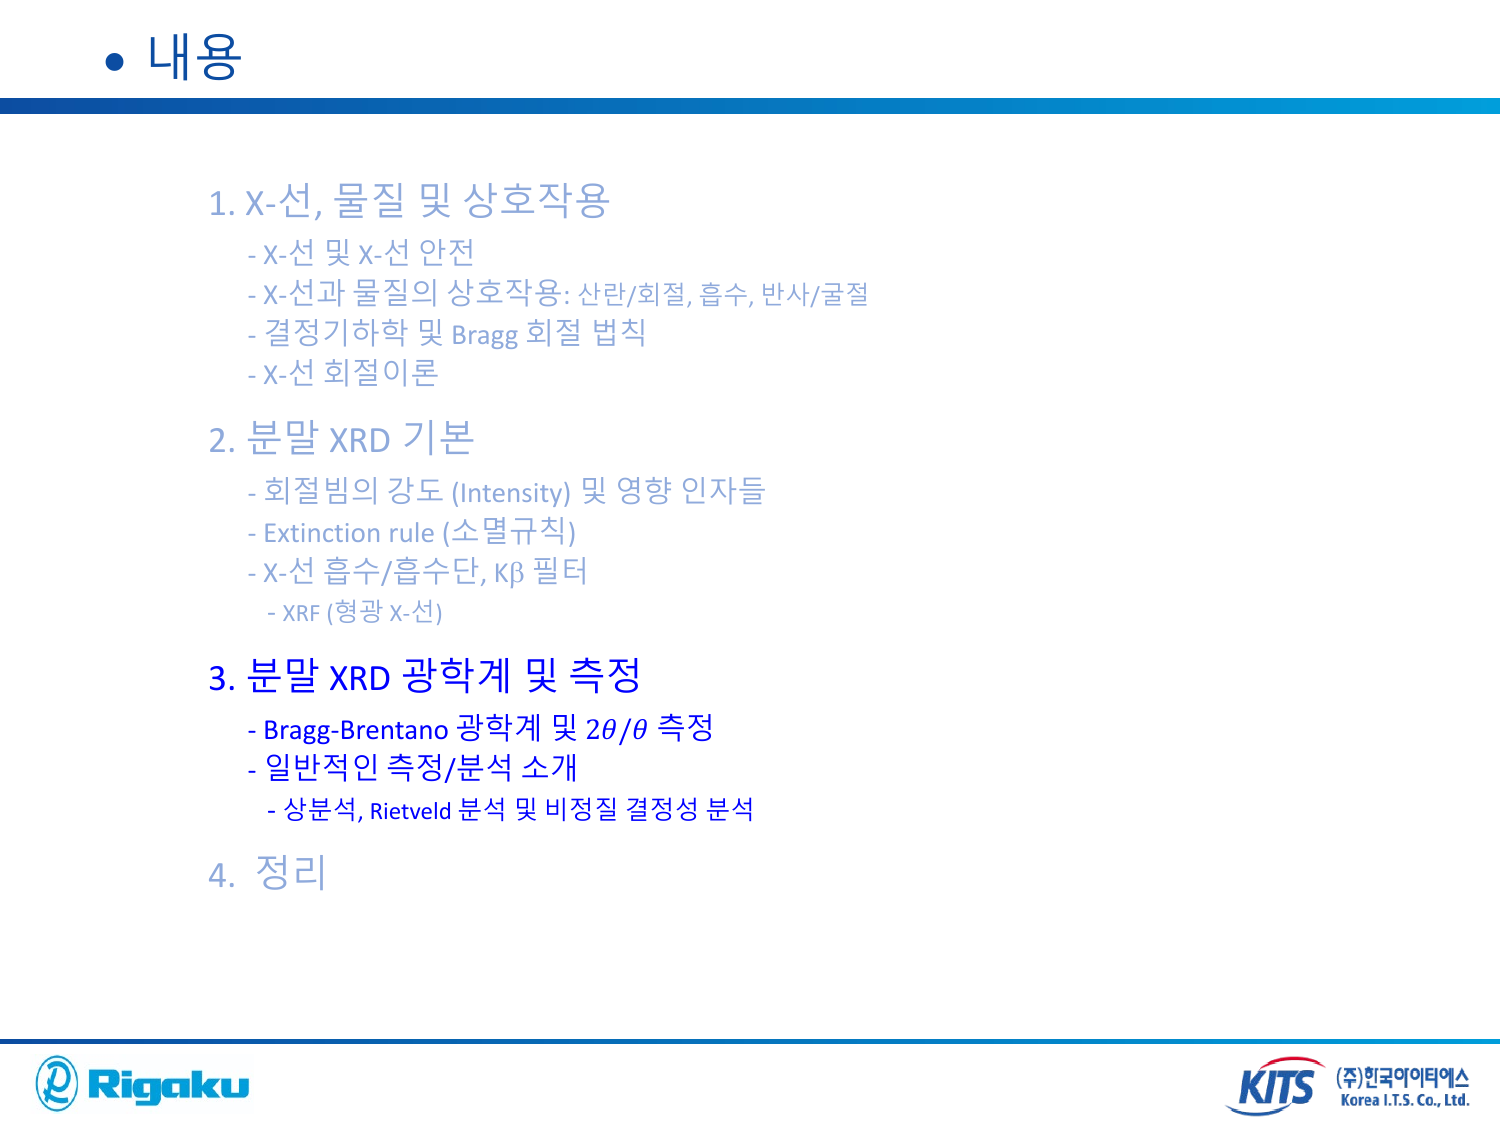 • 내용
1. X-선, 물질 및 상호작용
- X-선 및 X-선 안전
- X-선과 물질의 상호작용: 산란/회절, 흡수, 반사/굴절
- 결정기하학 및 Bragg 회절 법칙
- X-선 회절이론
2. 분말 XRD 기본
- 회절빔의 강도 (Intensity) 및 영향 인자들
- Extinction rule (소멸규칙)
- X-선 흡수/흡수단, Kβ 필터
- XRF (형광 X-선)
3. 분말 XRD 광학계 및 측정
- Bragg-Brentano 광학계 및 2θ/θ 측정
- 일반적인 측정/분석 소개
- 상분석, Rietveld 분석 및 비정질 결정성 분석
4. 정리
Rigaku
KITS (주)한국아이티에스
Korea I.T.S. Co., Ltd.